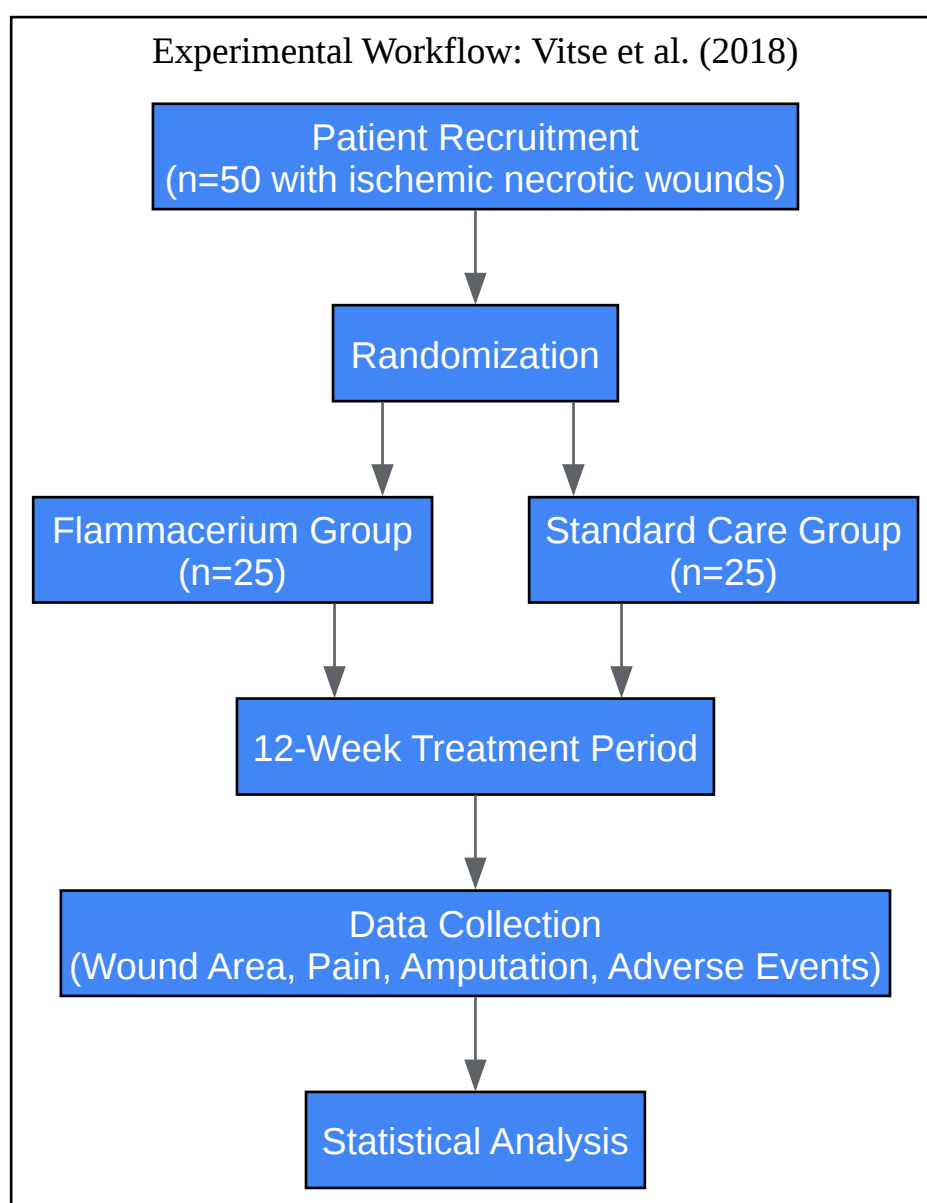 Experimental Workflow: Vitse et al. (2018)
Patient Recruitment
(n=50 with ischemic necrotic wounds)
Randomization
Flammacerium Group
(n=25)
Standard Care Group
(n=25)
12-Week Treatment Period
Data Collection
(Wound Area, Pain, Amputation, Adverse Events)
Statistical Analysis